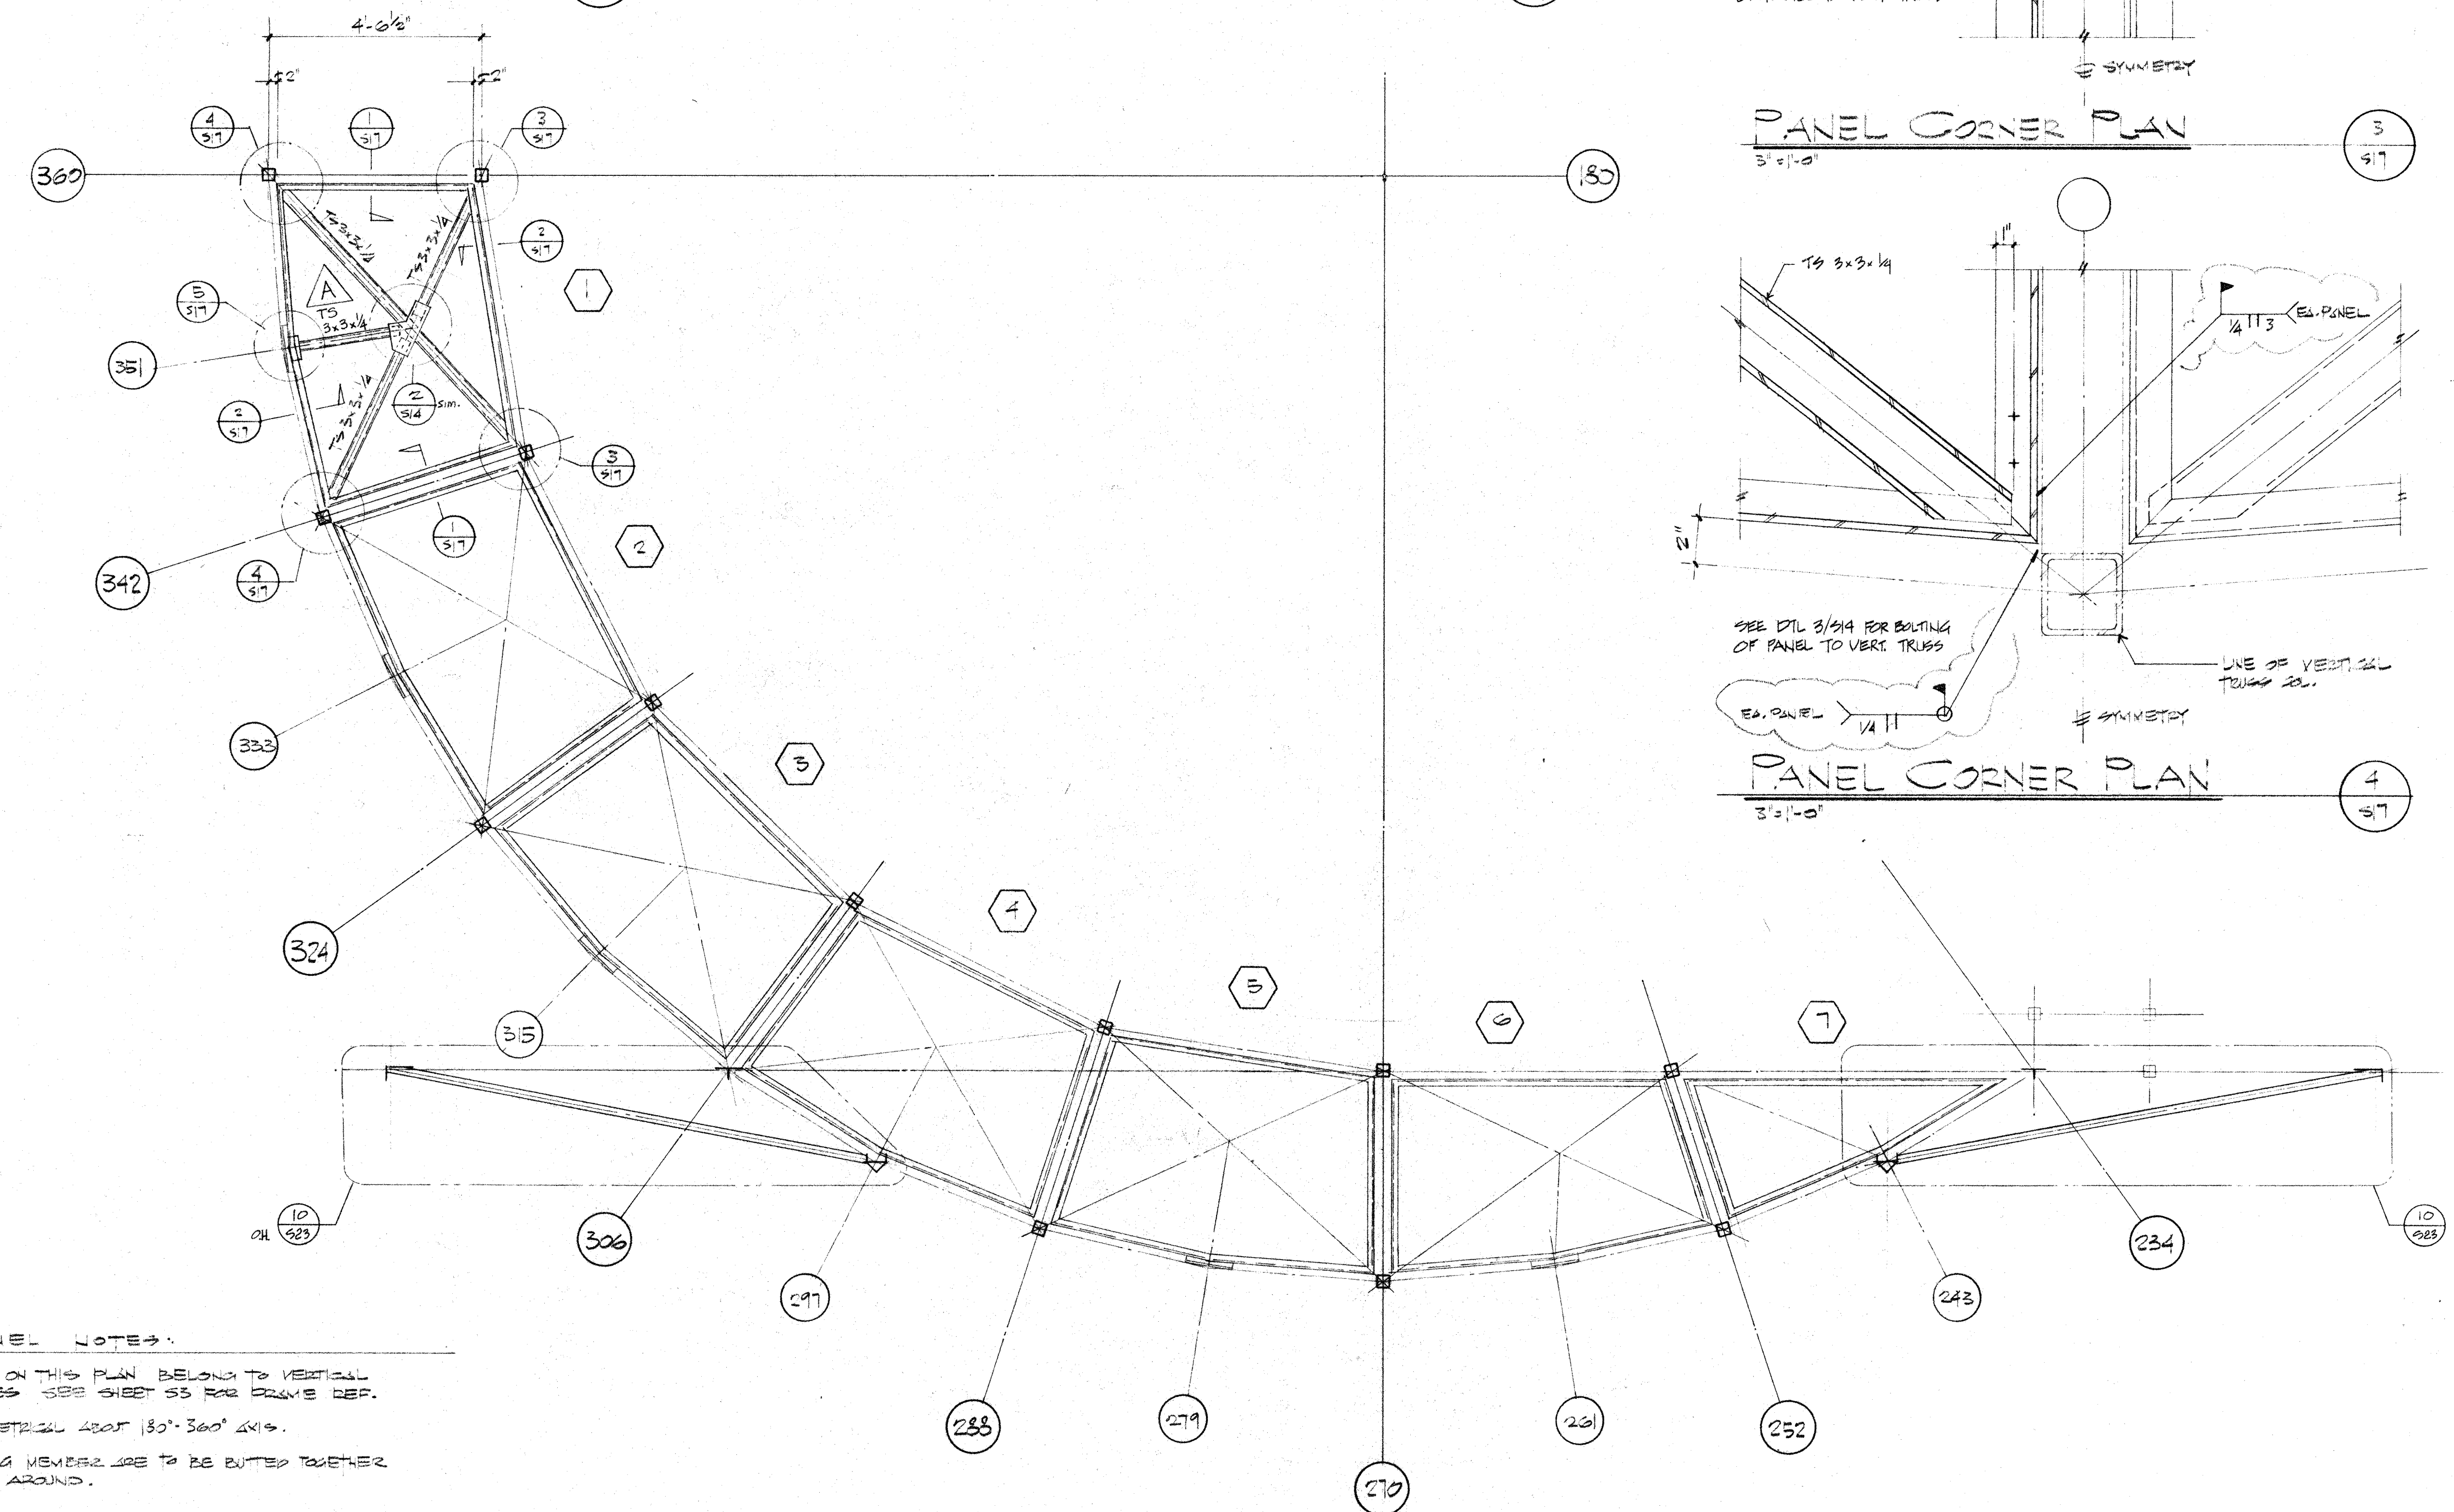 4'-6½"
2"
2"
4
S17
1
S17
3
S17
360
180
TS 3x3x¼
TS 3x3x¼
2
S17
1
A
TS
3x3x¼
5
S17
351
TS 3x3x¼
2
S17
2
S14
SIM.
3
S17
1
S17
2
342
4
S17
333
3
324
4
315
5
6
7
10
S23
306
297
288
279
270
261
252
243
234
10
S23
℄ SYMMETRY
PANEL CORNER PLAN
3"=1'-0"
3
S17
1"
TS 3x3x¼
¼
3
EA. PANEL
2"
SEE DTL 3/S14 FOR BOLTING
OF PANEL TO VERT. TRUSS
LINE OF VERTICAL
TRUSS COL.
EA. PANEL
¼
℄ SYMMETRY
PANEL CORNER PLAN
3"=1'-0"
4
S17
NEL NOTES:
ON THIS PLAN BELONG TO VERTICAL
ES SEE SHEET S3 FOR FRAME REF.
ETRICAL ABOUT 180°-360° AXIS.
G MEMBER ARE TO BE BUTTED TOGETHER
AROUND.